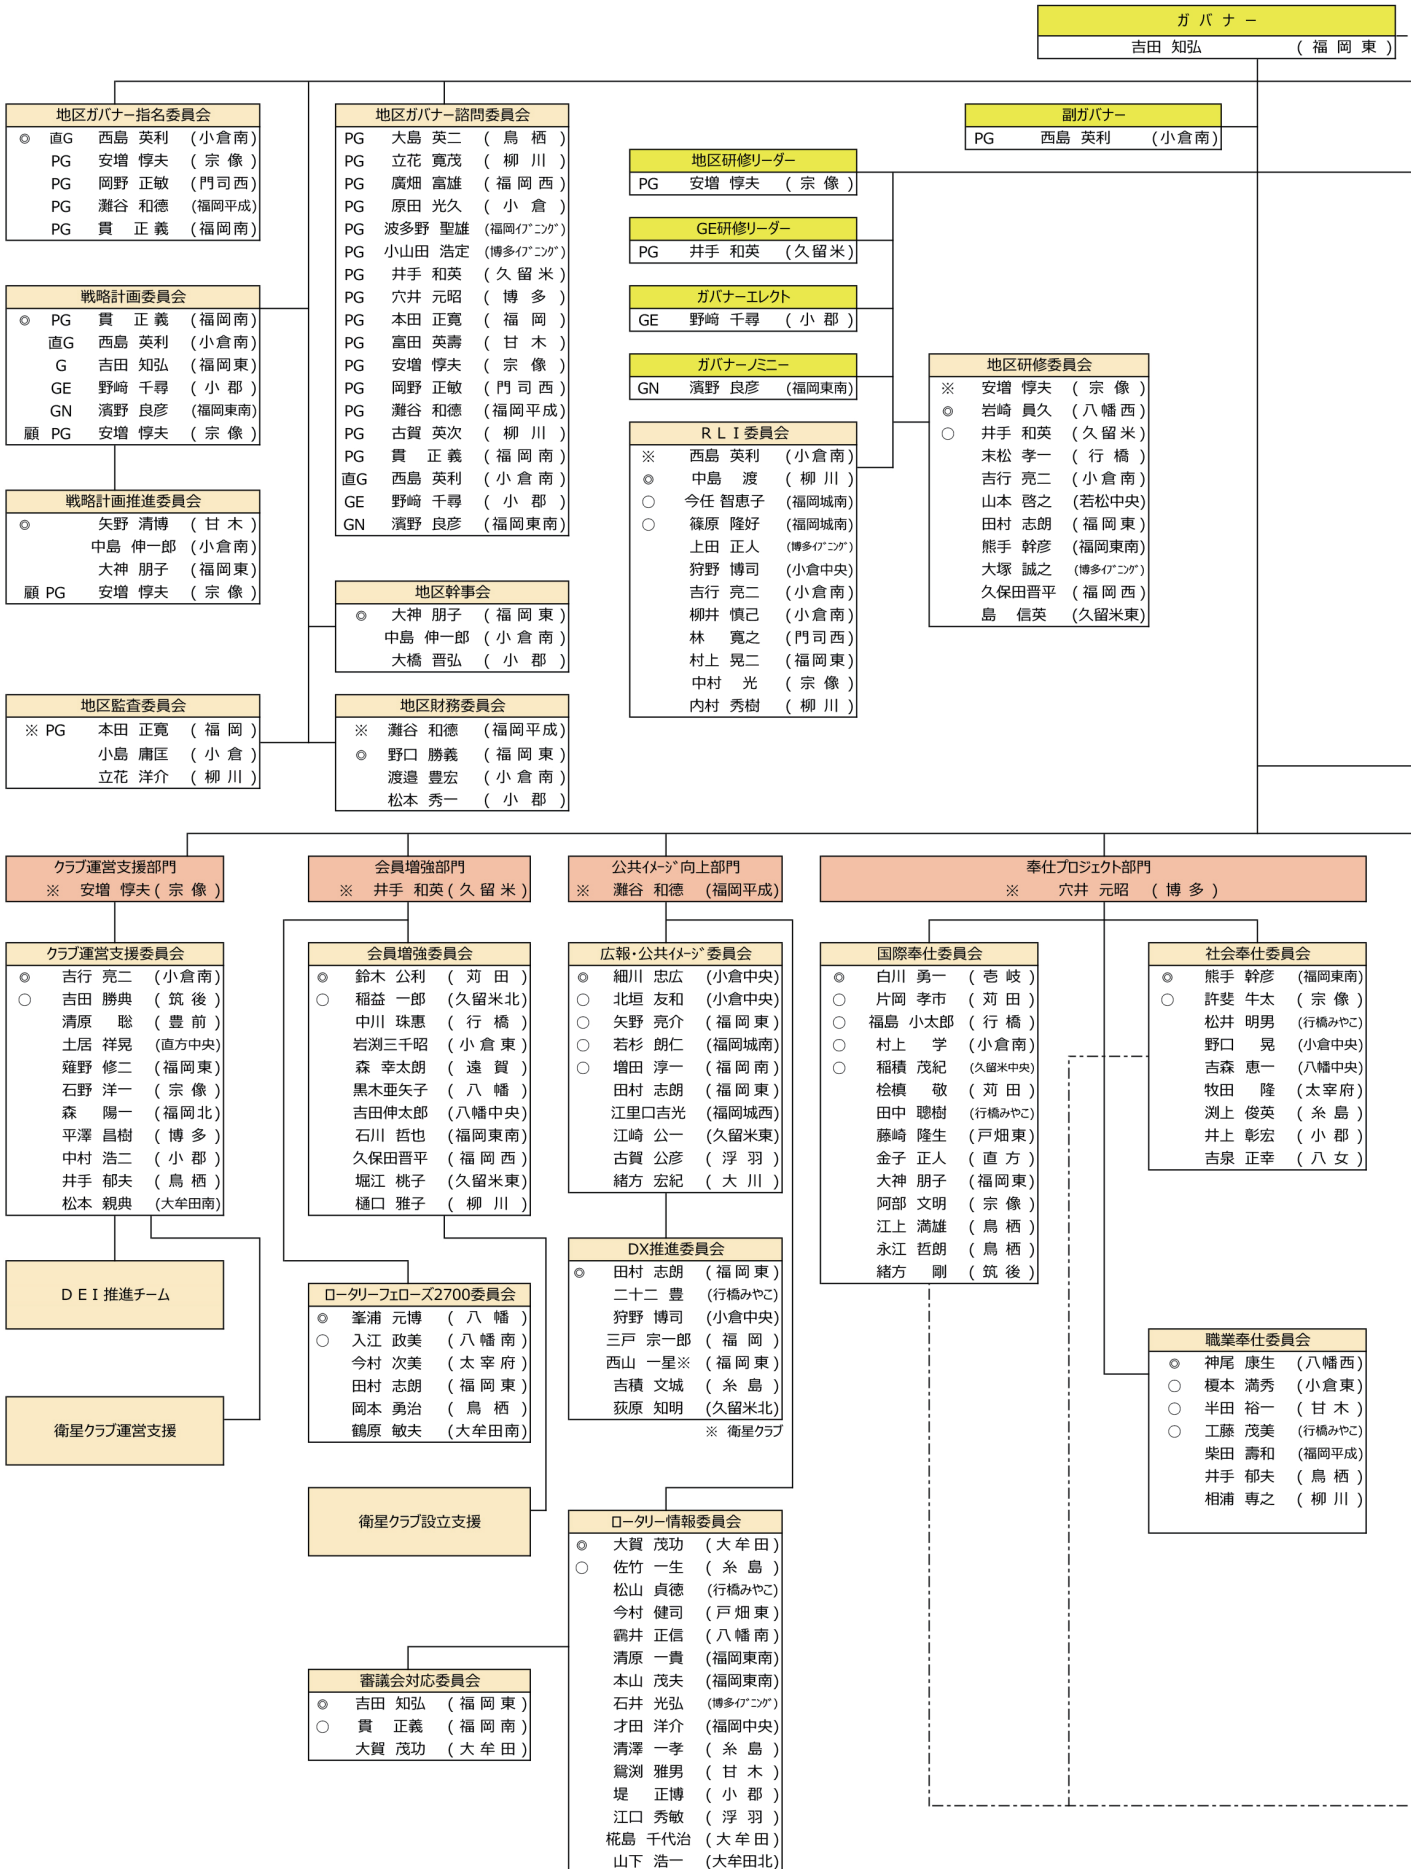 ガバナー
吉田 知弘 (福岡東)
地区ガバナー指名委員会
◎ 直G 西島 英利 (小倉南)
PG 安増 惇夫 (宗像)
PG 岡野 正敏 (門司西)
PG 灘谷 和德 (福岡平成)
PG 貫 正義 (福岡南)
戦略計画委員会
◎ PG 貫 正義 (福岡南)
直G 西島 英利 (小倉南)
G 吉田 知弘 (福岡東)
GE 野﨑 千尋 (小郡)
GN 濱野 良彦 (福岡東南)
顧 PG 安増 惇夫 (宗像)
戦略計画推進委員会
◎ 矢野 清博 (甘木)
中島 伸一郎 (小倉南)
大神 朋子 (福岡東)
顧 PG 安増 惇夫 (宗像)
地区監査委員会
※ PG 本田 正寛 (福岡)
小島 庸匡 (小倉)
立花 洋介 (柳川)
地区ガバナー諮問委員会
PG 大島 英二 (鳥栖)
PG 立花 寛茂 (柳川)
PG 廣畑 富雄 (福岡西)
PG 原田 光久 (小倉)
PG 波多野 聖雄 (福岡イブニング)
PG 小山田 浩定 (博多イブニング)
PG 井手 和英 (久留米)
PG 穴井 元昭 (博多)
PG 本田 正寛 (福岡)
PG 富田 英壽 (甘木)
PG 安増 惇夫 (宗像)
PG 岡野 正敏 (門司西)
PG 灘谷 和德 (福岡平成)
PG 古賀 英次 (柳川)
PG 貫 正義 (福岡南)
直G 西島 英利 (小倉南)
GE 野﨑 千尋 (小郡)
GN 濱野 良彦 (福岡東南)
地区幹事会
◎ 大神 朋子 (福岡東)
中島 伸一郎 (小倉南)
大橋 晋弘 (小郡)
地区財務委員会
※ 灘谷 和德 (福岡平成)
◎ 野口 勝義 (福岡東)
渡邉 豊宏 (小倉南)
松本 秀一 (小郡)
副ガバナー
PG 西島 英利 (小倉南)
地区研修リーダー
PG 安増 惇夫 (宗像)
GE研修リーダー
PG 井手 和英 (久留米)
ガバナーエレクト
GE 野﨑 千尋 (小郡)
ガバナーノミニー
GN 濱野 良彦 (福岡東南)
RLI委員会
※ 西島 英利 (小倉南)
◎ 中島 渡 (柳川)
○ 今任 智恵子 (福岡城南)
○ 篠原 隆好 (福岡城南)
上田 正人 (博多イブニング)
狩野 博司 (小倉中央)
吉行 亮二 (小倉南)
柳井 慎己 (小倉南)
林 寛之 (門司西)
村上 晃二 (福岡東)
中村 光 (宗像)
内村 秀樹 (柳川)
地区研修委員会
※ 安増 惇夫 (宗像)
◎ 岩崎 員久 (八幡西)
○ 井手 和英 (久留米)
末松 孝一 (行橋)
吉行 亮二 (小倉南)
山本 啓之 (若松中央)
田村 志朗 (福岡東)
熊手 幹彦 (福岡東南)
大塚 誠之 (博多イブニング)
久保田晋平 (福岡西)
島 信英 (久留米東)
クラブ運営支援部門
※ 安増 惇夫 (宗像)
クラブ運営支援委員会
◎ 吉行 亮二 (小倉南)
○ 吉田 勝典 (筑後)
清原 聡 (豊前)
土居 祥晃 (直方中央)
薙野 修二 (福岡東)
石野 洋一 (宗像)
森 陽一 (福岡北)
平澤 昌樹 (博多)
中村 浩二 (小郡)
井手 郁夫 (鳥栖)
松本 親典 (大牟田南)
DEI推進チーム
衛星クラブ運営支援
会員増強部門
※ 井手 和英 (久留米)
会員増強委員会
◎ 鈴木 公利 (苅田)
○ 稲益 一郎 (久留米北)
中川 珠惠 (行橋)
岩渕三千昭 (小倉東)
森 幸太朗 (遠賀)
黒木亜矢子 (八幡)
吉田伸太郎 (八幡中央)
石川 哲也 (福岡東南)
久保田晋平 (福岡西)
堀江 桃子 (久留米東)
樋口 雅子 (柳川)
ロータリーフェローズ2700委員会
◎ 峯浦 元博 (八幡)
○ 入江 政美 (八幡南)
今村 次美 (太宰府)
田村 志朗 (福岡東)
岡本 勇治 (鳥栖)
鶴原 敏夫 (大牟田南)
衛星クラブ設立支援
審議会対応委員会
◎ 吉田 知弘 (福岡東)
○ 貫 正義 (福岡南)
大賀 茂功 (大牟田)
公共イメージ向上部門
※ 灘谷 和德 (福岡平成)
広報・公共イメージ委員会
◎ 細川 忠広 (小倉中央)
○ 北垣 友和 (小倉中央)
○ 矢野 亮介 (福岡東)
○ 若杉 朗仁 (福岡城南)
○ 増田 淳一 (福岡南)
田村 志朗 (福岡東)
江里口吉光 (福岡城西)
江崎 公一 (久留米東)
古賀 公彦 (浮羽)
緒方 宏紀 (大川)
DX推進委員会
◎ 田村 志朗 (福岡東)
二十二 豊 (行橋みやこ)
狩野 博司 (小倉中央)
三戸 宗一郎 (福岡)
西山 一星※ (福岡東)
吉積 文城 (糸島)
荻原 知明 (久留米北)
※ 衛星クラブ
ロータリー情報委員会
◎ 大賀 茂功 (大牟田)
○ 佐竹 一生 (糸島)
松山 貞徳 (行橋みやこ)
今村 健司 (戸畑東)
靍井 正信 (八幡南)
清原 一貴 (福岡東南)
本山 茂夫 (福岡東南)
石井 光弘 (博多イブニング)
才田 洋介 (福岡中央)
清澤 一孝 (糸島)
鴛渕 雅男 (甘木)
堤 正博 (小郡)
江口 秀敏 (浮羽)
椛島 千代治 (大牟田)
山下 浩一 (大牟田北)
奉仕プロジェクト部門
※ 穴井 元昭 (博多)
国際奉仕委員会
◎ 白川 勇一 (壱岐)
○ 片岡 孝市 (苅田)
○ 福島 小太郎 (行橋)
○ 村上 学 (小倉南)
○ 稲積 茂紀 (久留米中央)
桧槙 敬 (苅田)
田中 聰樹 (行橋みやこ)
藤崎 隆生 (戸畑東)
金子 正人 (直方)
大神 朋子 (福岡東)
阿部 文明 (宗像)
江上 満雄 (鳥栖)
永江 哲朗 (鳥栖)
緒方 剛 (筑後)
社会奉仕委員会
◎ 熊手 幹彦 (福岡東南)
○ 許斐 牛太 (宗像)
松井 明男 (行橋みやこ)
野口 晃 (小倉中央)
吉森 恵一 (八幡中央)
牧田 隆 (太宰府)
渕上 俊英 (糸島)
井上 彰宏 (小郡)
吉泉 正幸 (八女)
職業奉仕委員会
◎ 神尾 康生 (八幡西)
○ 榎本 満秀 (小倉東)
○ 半田 裕一 (甘木)
○ 工藤 茂美 (行橋みやこ)
柴田 壽和 (福岡平成)
井手 郁夫 (鳥栖)
相浦 専之 (柳川)